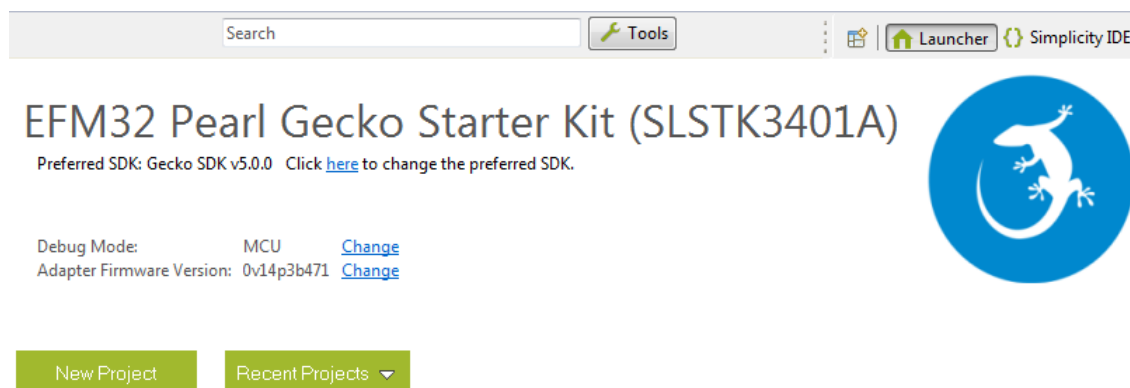 Search Tools Launcher Simplicity IDE
EFM32 Pearl Gecko Starter Kit (SLSTK3401A)
Preferred SDK: Gecko SDK v5.0.0 Click here to change the preferred SDK.
Debug Mode: MCU Change
Adapter Firmware Version: 0v14p3b471 Change
New Project Recent Projects